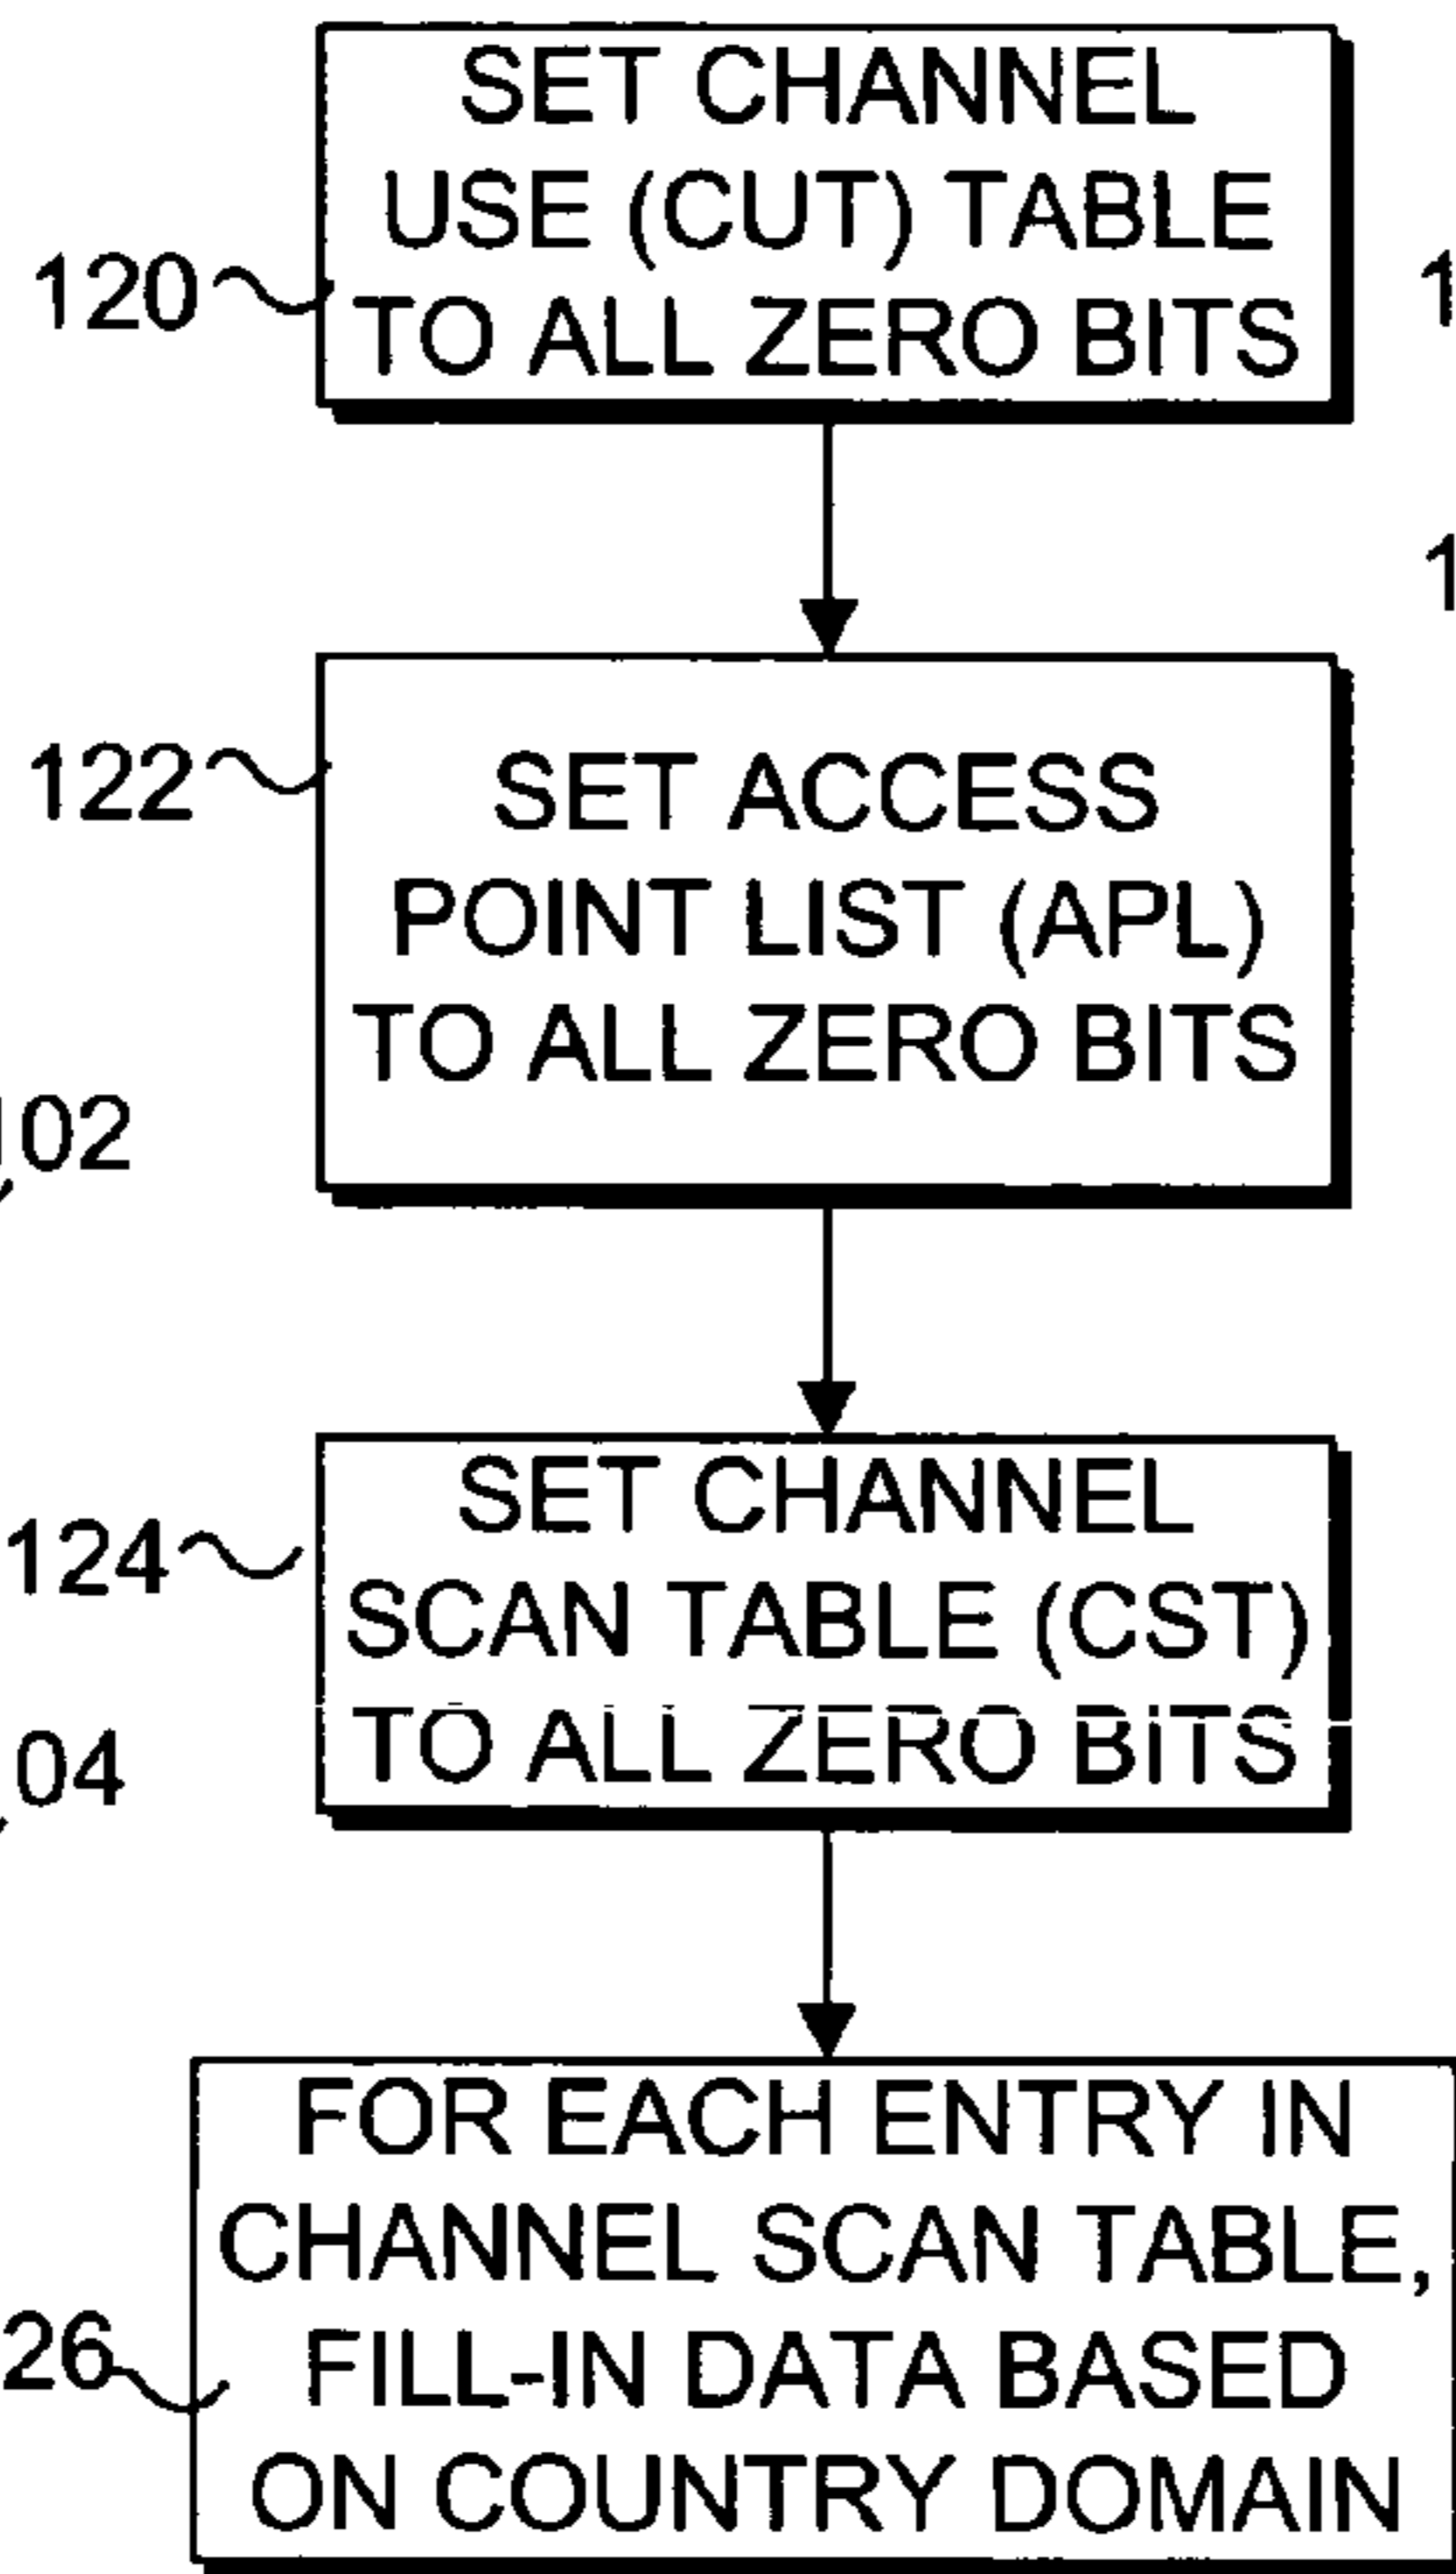 SET CHANNEL
USE (CUT) TABLE
TO ALL ZERO BITS
120
1
1
SET ACCESS
POINT LIST (APL)
TO ALL ZERO BITS
122
102
SET CHANNEL
SCAN TABLE (CST)
TO ALL ZERO BITS
124
04
FOR EACH ENTRY IN
CHANNEL SCAN TABLE,
FILL-IN DATA BASED
ON COUNTRY DOMAIN
26